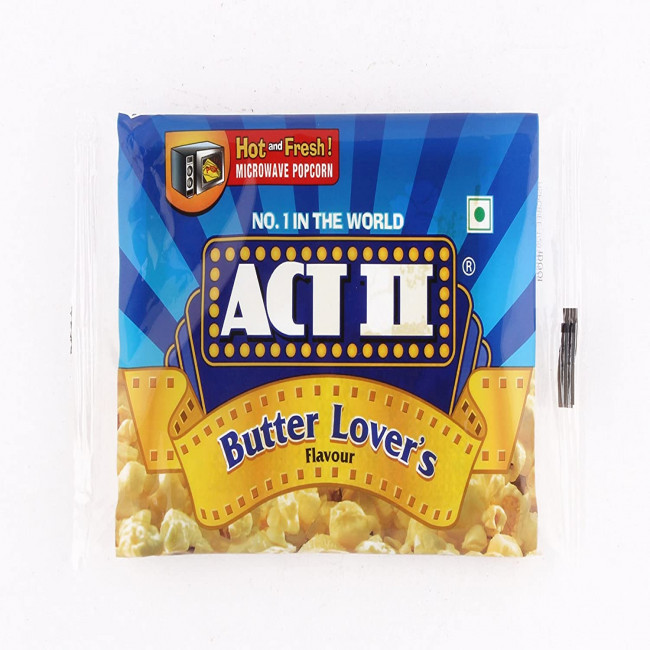 Hot and Fresh!
MICROWAVE POPCORN
NO. 1 IN THE WORLD
ACT II
®
Butter Lover's
Flavour